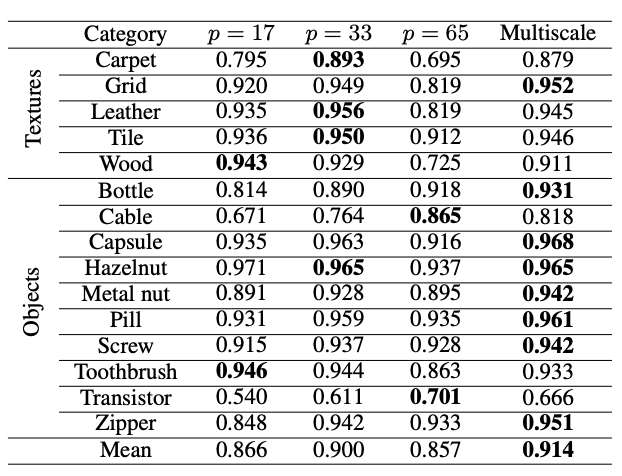 Category p = 17 p = 33 p = 65 Multiscale
Textures
Carpet 0.795 0.893 0.695 0.879
Grid 0.920 0.949 0.819 0.952
Leather 0.935 0.956 0.819 0.945
Tile 0.936 0.950 0.912 0.946
Wood 0.943 0.929 0.725 0.911
Objects
Bottle 0.814 0.890 0.918 0.931
Cable 0.671 0.764 0.865 0.818
Capsule 0.935 0.963 0.916 0.968
Hazelnut 0.971 0.965 0.937 0.965
Metal nut 0.891 0.928 0.895 0.942
Pill 0.931 0.959 0.935 0.961
Screw 0.915 0.937 0.928 0.942
Toothbrush 0.946 0.944 0.863 0.933
Transistor 0.540 0.611 0.701 0.666
Zipper 0.848 0.942 0.933 0.951
Mean 0.866 0.900 0.857 0.914